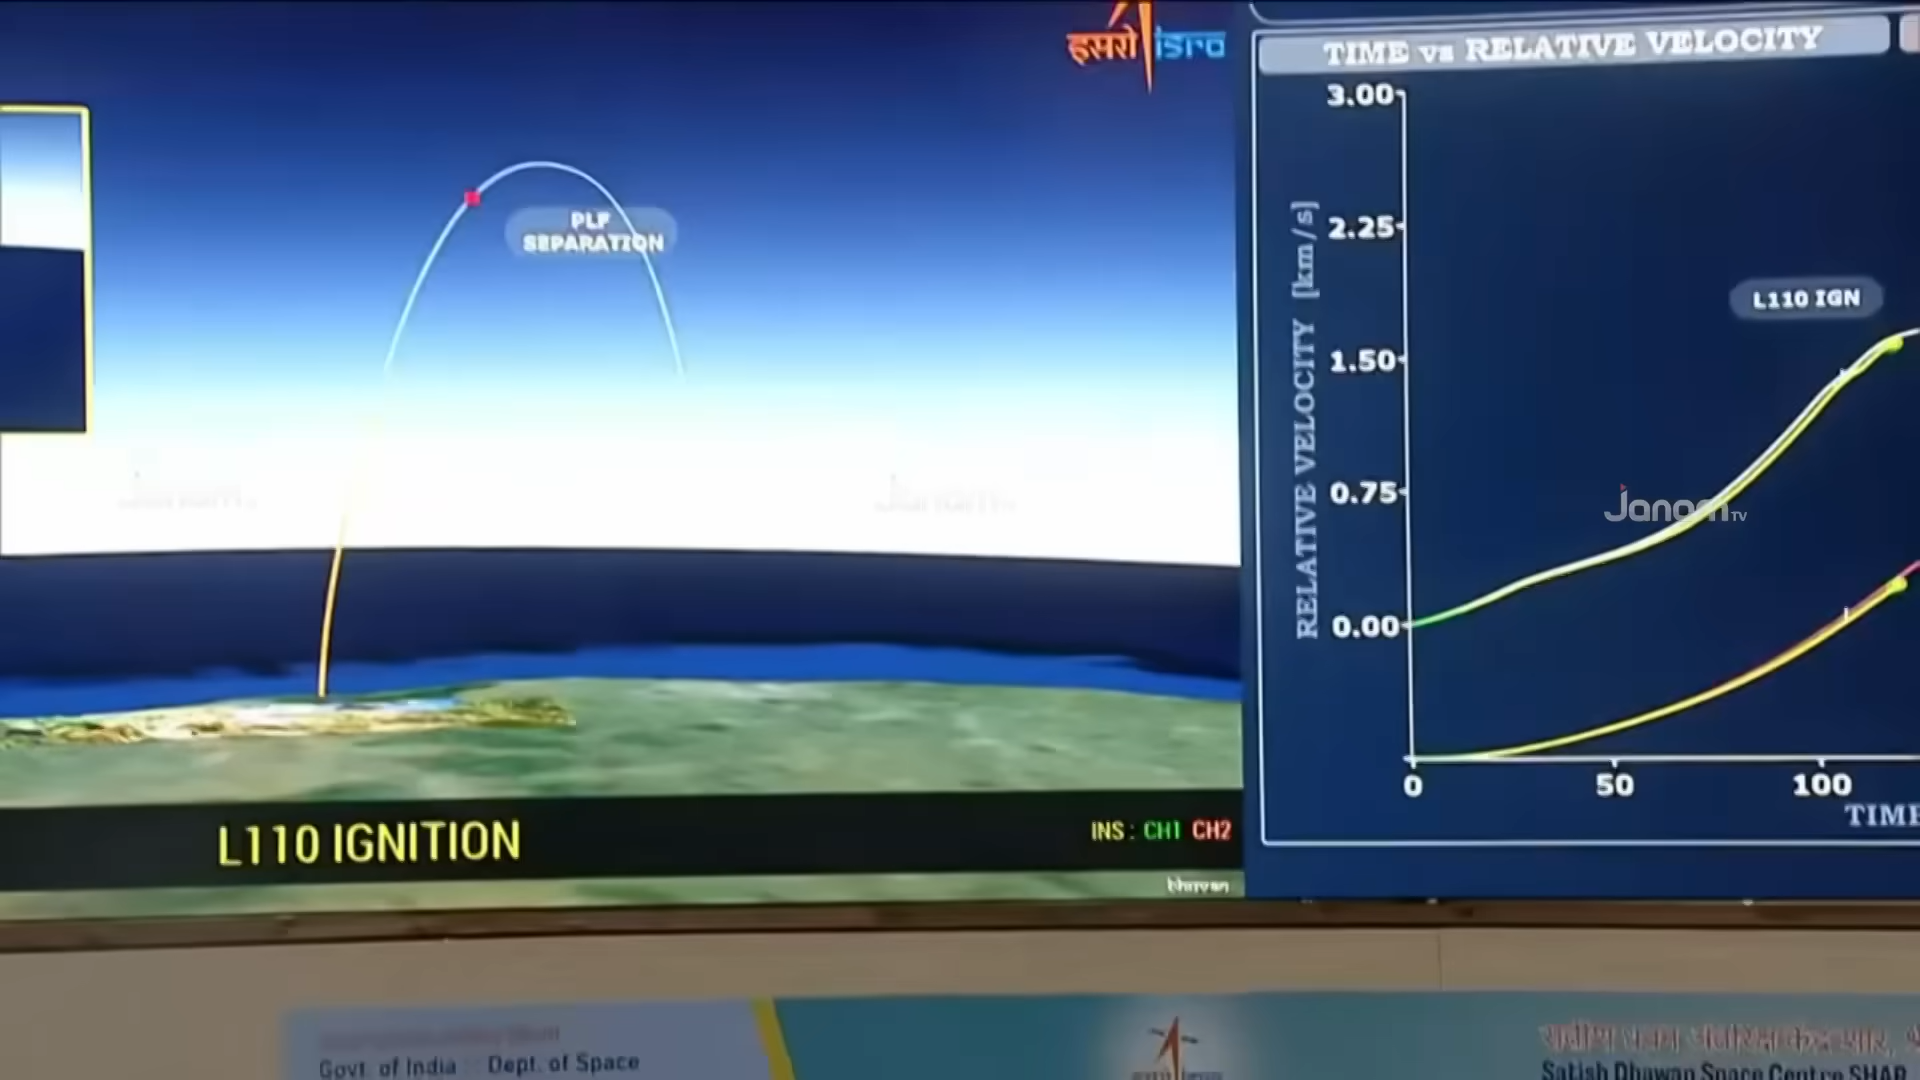 इसरो isro
PLF
SEPARATION
L110 IGNITION
INS : CH1 CH2
bhuvan
TIME vs RELATIVE VELOCITY
RELATIVE VELOCITY [km/s]
3.00
2.25
1.50
0.75
0.00
L110 IGN
0
50
100
TIME
Janam TV
Govt. of India Dept. of Space
Satish Dhawan Space Centre SHAR